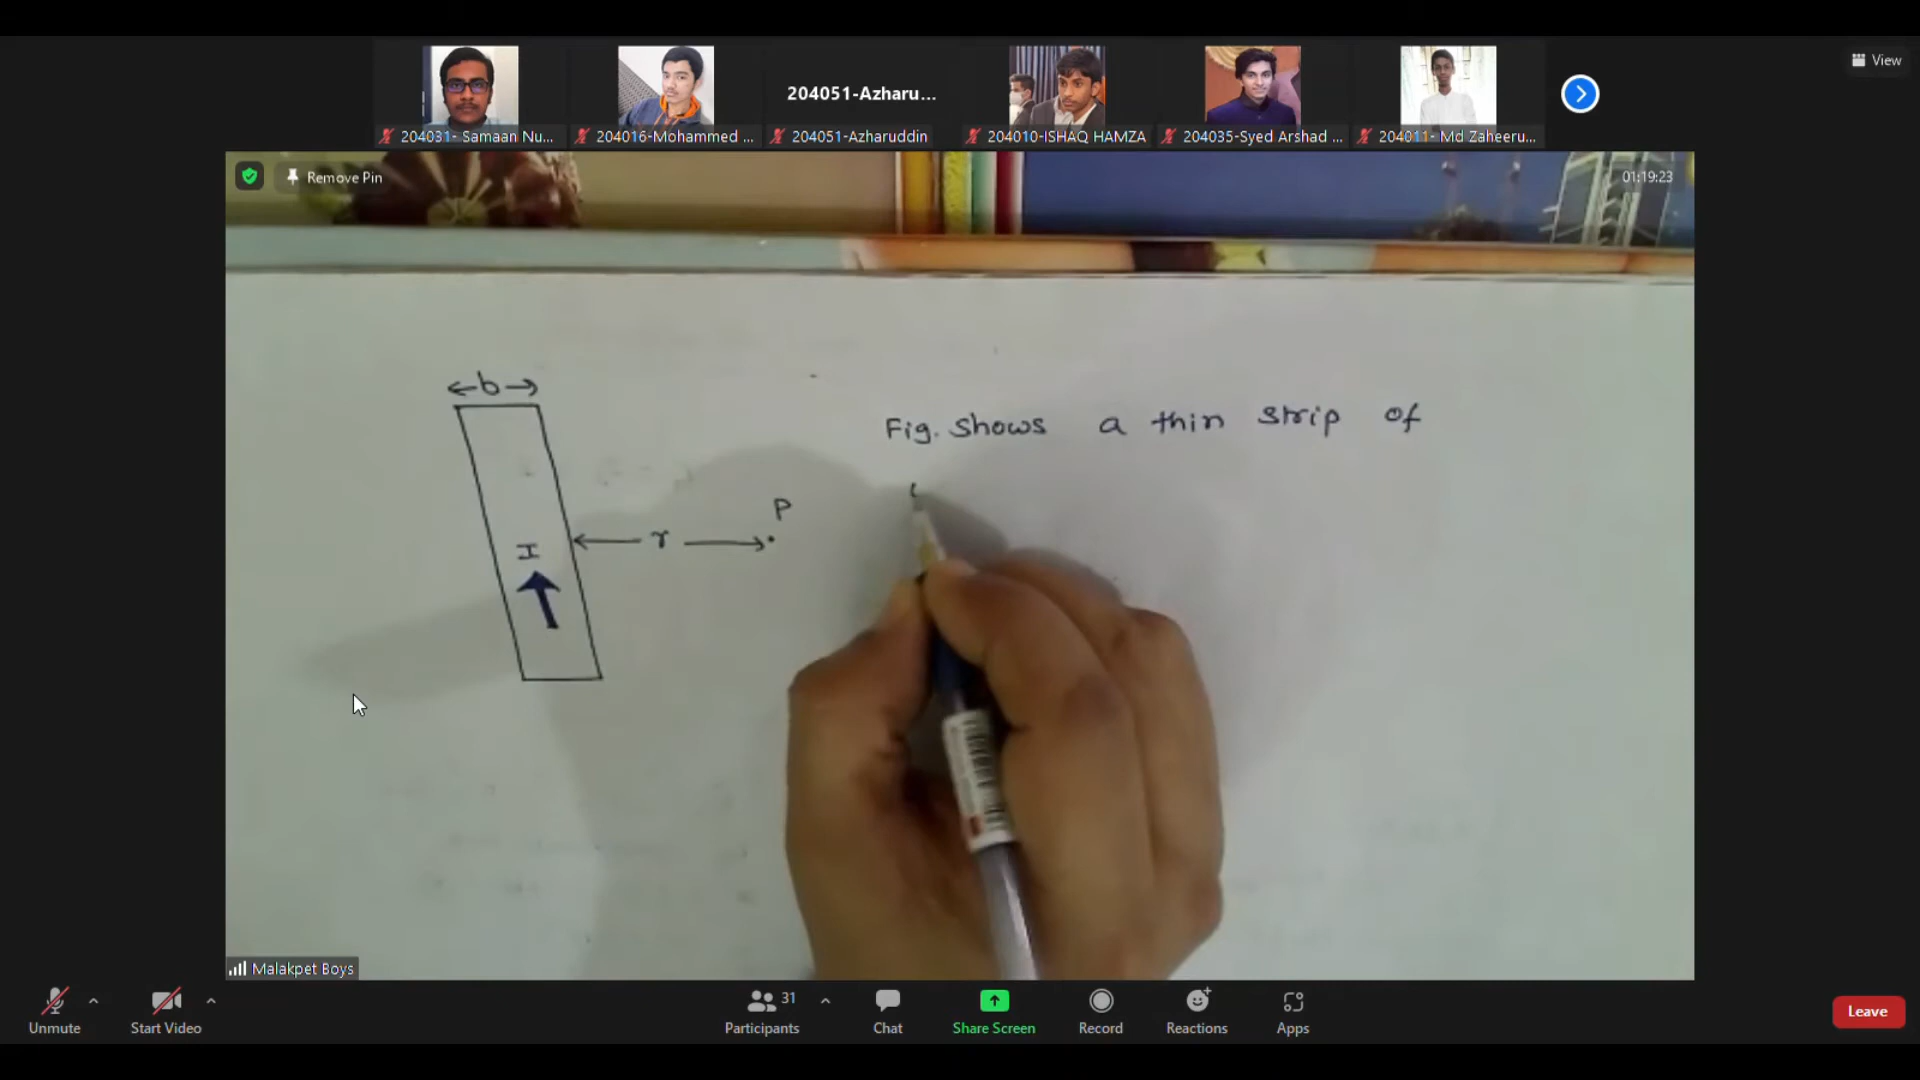 View
204051-Azharu...
204031- Samaan Nu...
204016-Mohammed ...
204051-Azharuddin
204010-ISHAQ HAMZA
204035-Syed Arshad ...
204011- Md Zaheeru...
Remove Pin
01:19:23
b
Fig. Shows a thin strip of
P
I
r
Malakpet Boys
31
Unmute
Start Video
Participants
Chat
Share Screen
Record
Reactions
Apps
Leave